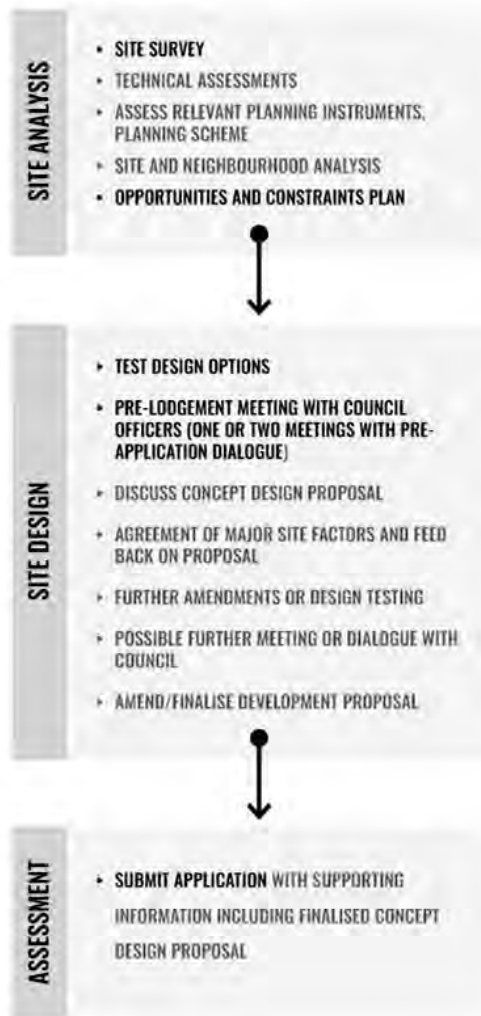 SITE ANALYSIS
• SITE SURVEY
• TECHNICAL ASSESSMENTS
• ASSESS RELEVANT PLANNING INSTRUMENTS,
PLANNING SCHEME
• SITE AND NEIGHBOURHOOD ANALYSIS
• OPPORTUNITIES AND CONSTRAINTS PLAN
SITE DESIGN
• TEST DESIGN OPTIONS
• PRE-LODGEMENT MEETING WITH COUNCIL
OFFICERS (ONE OR TWO MEETINGS WITH PRE-
APPLICATION DIALOGUE)
• DISCUSS CONCEPT DESIGN PROPOSAL
• AGREEMENT OF MAJOR SITE FACTORS AND FEED
BACK ON PROPOSAL
• FURTHER AMENDMENTS OR DESIGN TESTING
• POSSIBLE FURTHER MEETING OR DIALOGUE WITH
COUNCIL
• AMEND/FINALISE DEVELOPMENT PROPOSAL
ASSESSMENT
• SUBMIT APPLICATION WITH SUPPORTING
INFORMATION INCLUDING FINALISED CONCEPT
DESIGN PROPOSAL